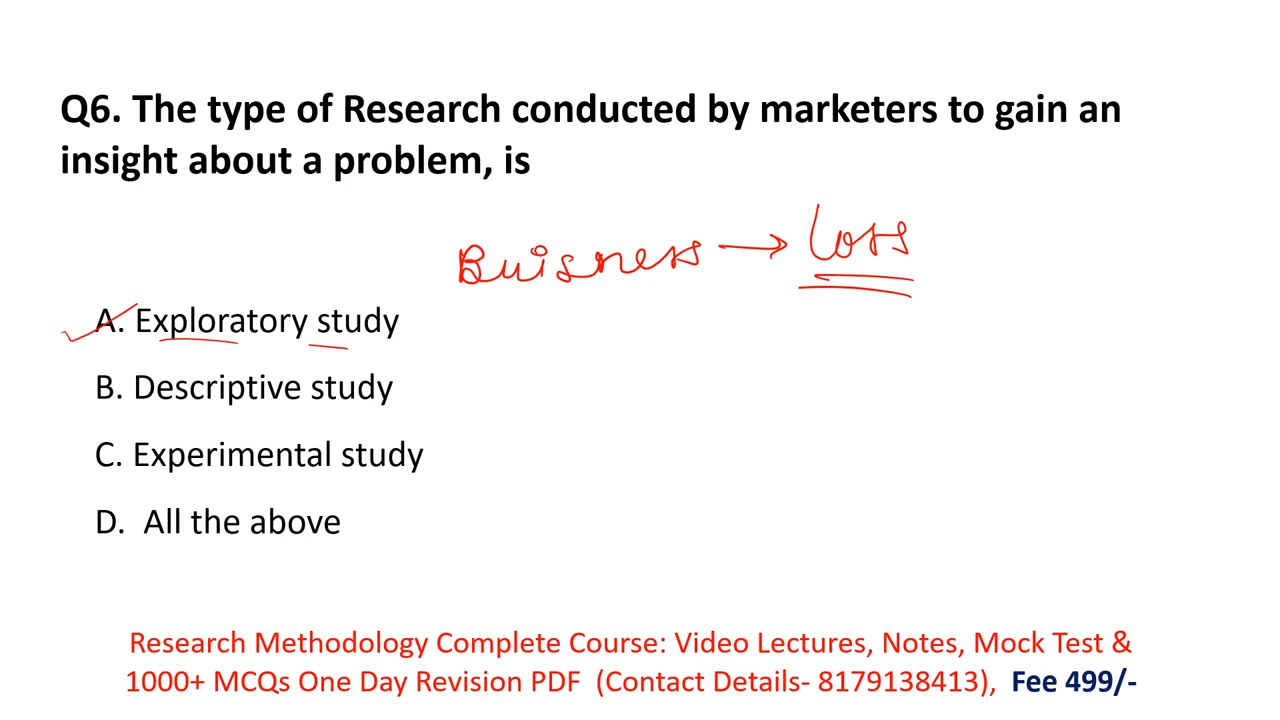 Q6. The type of Research conducted by marketers to gain an
insight about a problem, is
Buisness → Loss
A. Exploratory study
B. Descriptive study
C. Experimental study
D. All the above
Research Methodology Complete Course: Video Lectures, Notes, Mock Test &
1000+ MCQs One Day Revision PDF (Contact Details- 8179138413), Fee 499/-